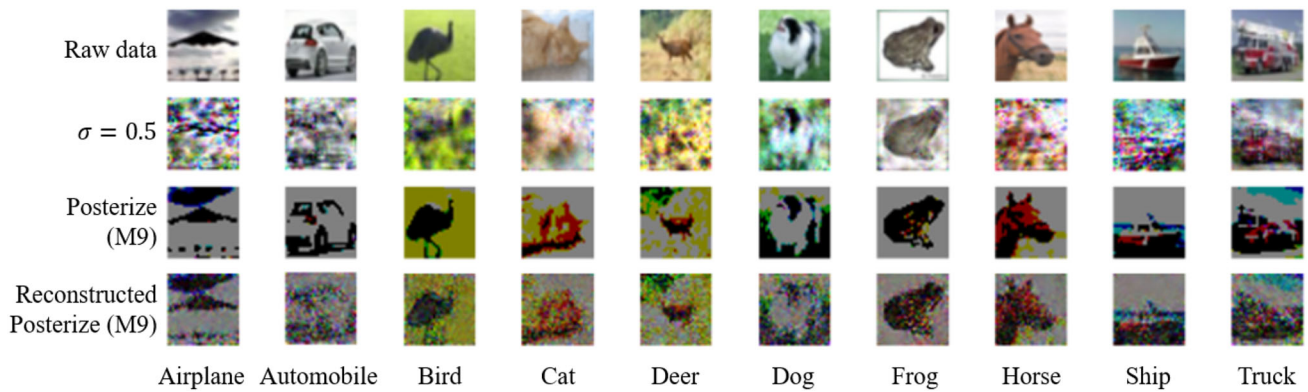 Raw data
σ = 0.5
Posterize
(M9)
Reconstructed
Posterize (M9)
Airplane Automobile Bird Cat Deer Dog Frog Horse Ship Truck